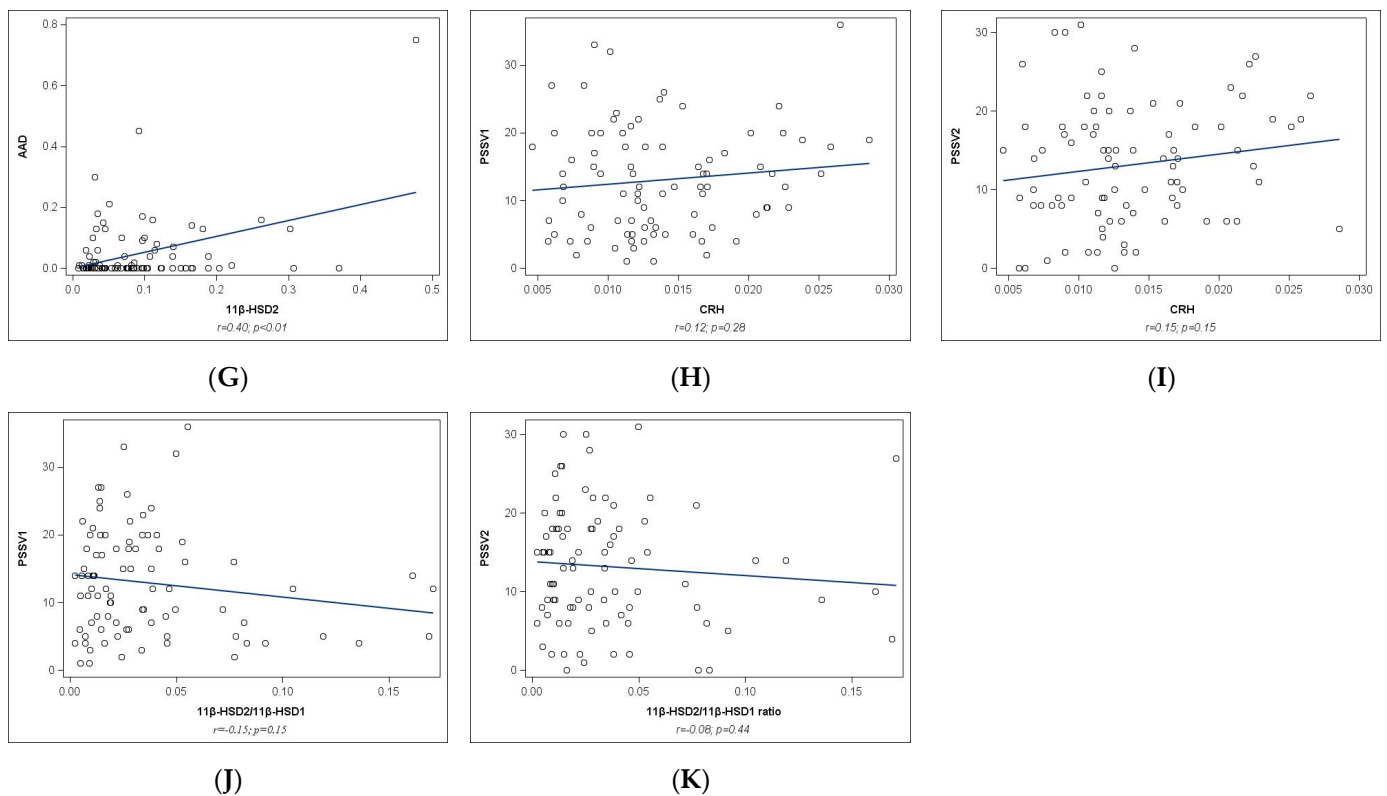 0.8
0.6
0.4
0.2
0.0
AAD
0.0 0.1 0.2 0.3 0.4 0.5
11β-HSD2
r=0.40; p<0.01
(G)
30
20
10
0
PSSV1
0.005 0.010 0.015 0.020 0.025 0.030
CRH
r=0.12; p=0.28
(H)
30
20
10
0
PSSV2
0.005 0.010 0.015 0.020 0.025 0.030
CRH
r=0.15; p=0.15
(I)
30
20
10
0
PSSV1
0.00 0.05 0.10 0.15
11β-HSD2/11β-HSD1
r=-0.15; p=0.15
(J)
30
20
10
0
PSSV2
0.00 0.05 0.10 0.15
11β-HSD2/11β-HSD1 ratio
r=-0.08; p=0.44
(K)